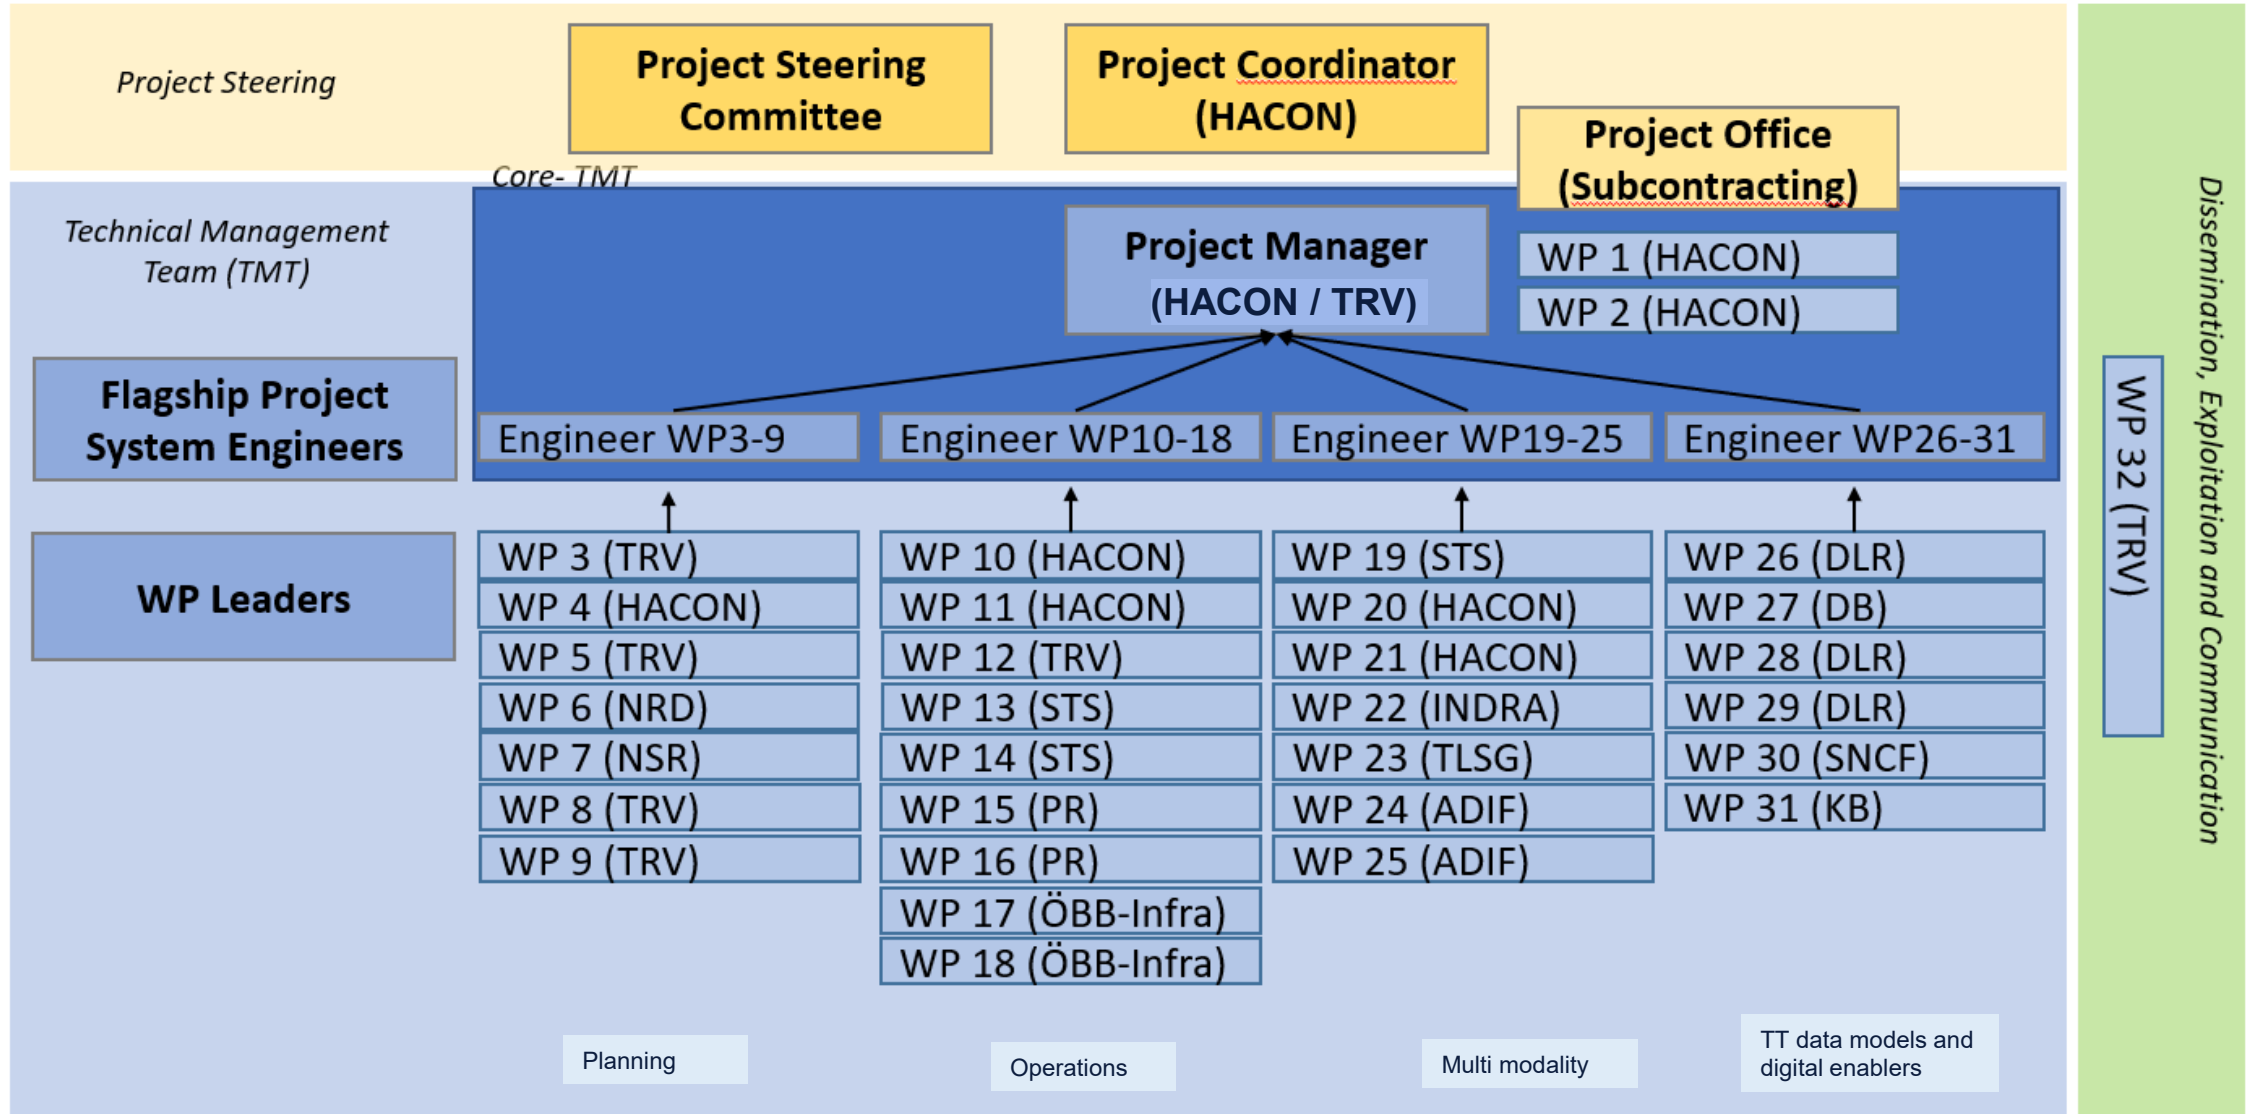 Project Steering
Project Steering
Committee
Project Coordinator
(HACON)
Project Office
(Subcontracting)
Core- TMT
Technical Management
Team (TMT)
Project Manager
(HACON / TRV)
WP 1 (HACON)
WP 2 (HACON)
Flagship Project
System Engineers
Engineer WP3-9
Engineer WP10-18
Engineer WP19-25
Engineer WP26-31
WP Leaders
WP 3 (TRV)
WP 4 (HACON)
WP 5 (TRV)
WP 6 (NRD)
WP 7 (NSR)
WP 8 (TRV)
WP 9 (TRV)
WP 10 (HACON)
WP 11 (HACON)
WP 12 (TRV)
WP 13 (STS)
WP 14 (STS)
WP 15 (PR)
WP 16 (PR)
WP 17 (ÖBB-Infra)
WP 18 (ÖBB-Infra)
WP 19 (STS)
WP 20 (HACON)
WP 21 (HACON)
WP 22 (INDRA)
WP 23 (TLSG)
WP 24 (ADIF)
WP 25 (ADIF)
WP 26 (DLR)
WP 27 (DB)
WP 28 (DLR)
WP 29 (DLR)
WP 30 (SNCF)
WP 31 (KB)
Planning
Operations
Multi modality
TT data models and
digital enablers
WP 32 (TRV)
Dissemination, Exploitation and Communication